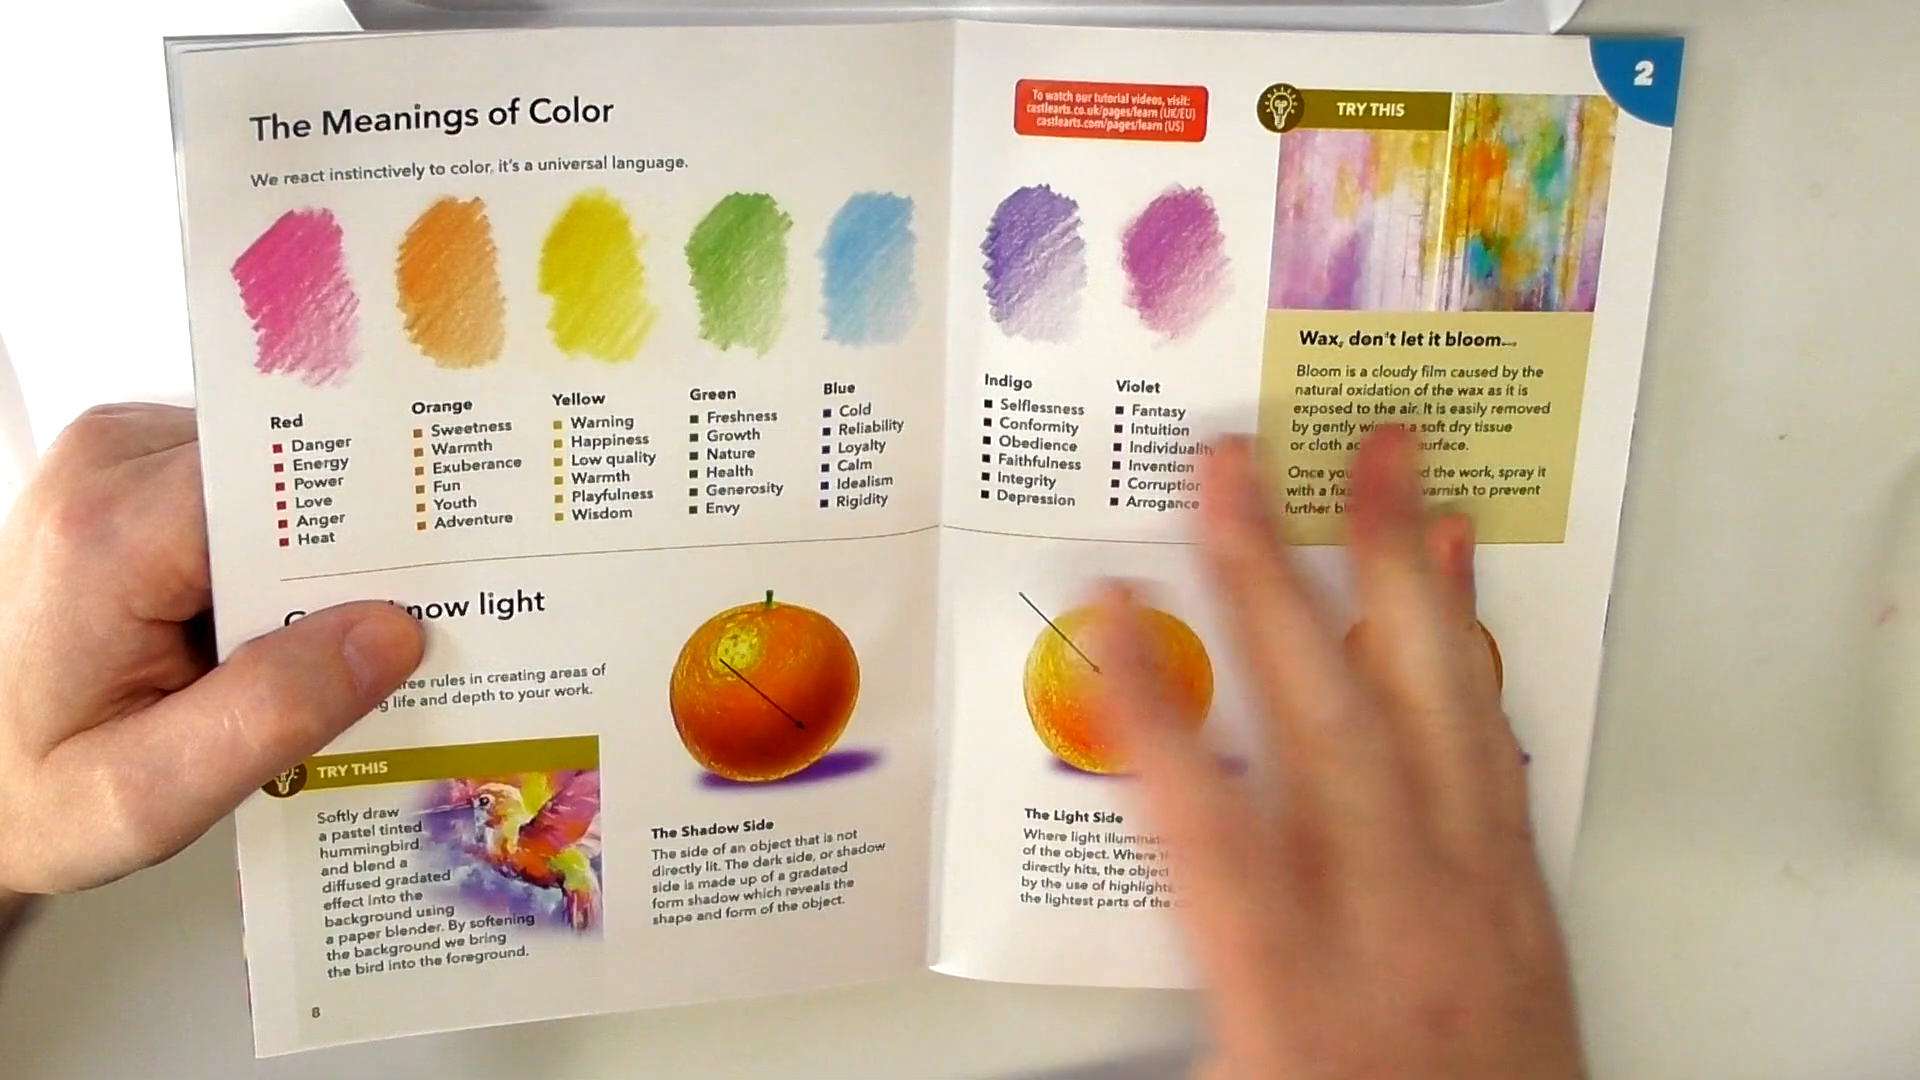 The Meanings of Color
We react instinctively to color, it's a universal language.
Red
Danger
Energy
Power
Love
Anger
Heat
Orange
Sweetness
Warmth
Exuberance
Fun
Youth
Adventure
Yellow
Warning
Happiness
Low quality
Warmth
Playfulness
Wisdom
Green
Freshness
Growth
Nature
Health
Generosity
Envy
Blue
Cold
Reliability
Loyalty
Calm
Idealism
Rigidity
now light
rules in creating areas of
life and depth to your work.
TRY THIS
Softly draw
a pastel tinted
hummingbird,
and blend a
diffused gradated
effect into the
background using
a paper blender. By softening
the background we bring
the bird into the foreground.
The Shadow Side
The side of an object that is not
directly lit. The dark side, or shadow
side is made up of a gradated
form shadow which reveals the
shape and form of the object.
8
To watch our tutorial videos, visit:
castlearts.co.uk/pages/learn (UK/EU)
castlearts.com/pages/learn (US)
2
Indigo
Selflessness
Conformity
Obedience
Faithfulness
Integrity
Depression
Violet
Fantasy
Intuition
Individuality
Invention
Corruption
Arrogance
TRY THIS
Wax, don't let it bloom...
Bloom is a cloudy film caused by the
natural oxidation of the wax as it is
exposed to the air. It is easily removed
by gently a soft dry tissue
or cloth surface.
Once you the work, spray it
with a varnish to prevent
further
The Light Side
Where light
of the object. Where
directly hits, the object
by the use of highlights,
the lightest parts of the